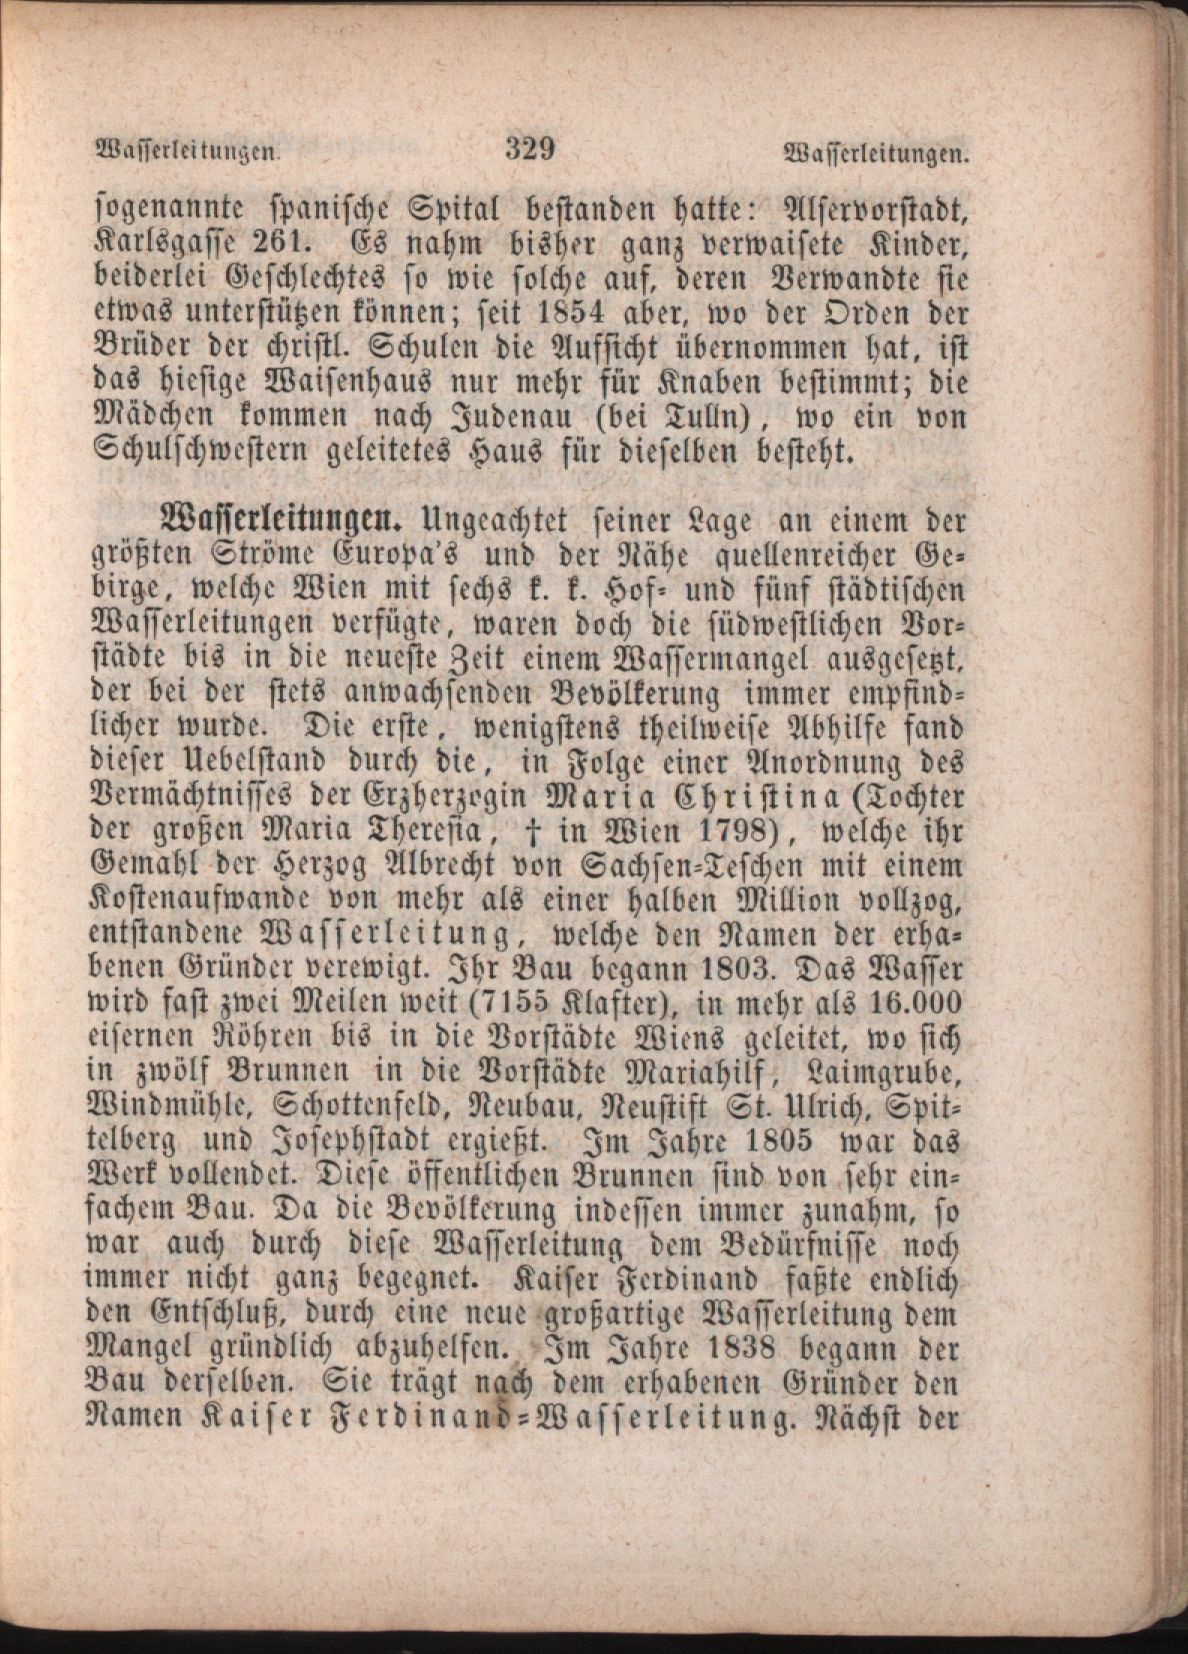 Wasserleitungen. 329 Wasserleitungen.
sogenannte spanische Spital bestanden hatte: Alservorstadt,
Karlsgasse 261. Es nahm bisher ganz verwaisete Kinder,
beiderlei Geschlechtes so wie solche auf, deren Verwandte sie
etwas unterstützen können; seit 1854 aber, wo der Orden der
Brüder der christl. Schulen die Aufsicht übernommen hat, ist
das hiesige Waisenhaus nur mehr für Knaben bestimmt; die
Mädchen kommen nach Judenau (bei Tulln), wo ein von
Schulschwestern geleitetes Haus für dieselben besteht.
Wasserleitungen. Ungeachtet seiner Lage an einem der
größten Ströme Europa's und der Nähe quellenreicher Ge-
birge, welche Wien mit sechs k. k. Hof- und fünf städtischen
Wasserleitungen verfügte, waren doch die südwestlichen Vor-
städte bis in die neueste Zeit einem Wassermangel ausgesetzt,
der bei der stets anwachsenden Bevölkerung immer empfind-
licher wurde. Die erste, wenigstens theilweise Abhilfe fand
dieser Uebelstand durch die, in Folge einer Anordnung des
Vermächtnisses der Erzherzogin Maria Christina (Tochter
der großen Maria Theresia, † in Wien 1798), welche ihr
Gemahl der Herzog Albrecht von Sachsen-Teschen mit einem
Kostenaufwande von mehr als einer halben Million vollzog,
entstandene Wasserleitung, welche den Namen der erha-
benen Gründer verewigt. Ihr Bau begann 1803. Das Wasser
wird fast zwei Meilen weit (7155 Klafter), in mehr als 16.000
eisernen Röhren bis in die Vorstädte Wiens geleitet, wo sich
in zwölf Brunnen in die Vorstädte Mariahilf, Laimgrube,
Windmühle, Schottenfeld, Neubau, Neustift St. Ulrich, Spit-
telberg und Josephstadt ergießt. Im Jahre 1805 war das
Werk vollendet. Diese öffentlichen Brunnen sind von sehr ein-
fachem Bau. Da die Bevölkerung indessen immer zunahm, so
war auch durch diese Wasserleitung dem Bedürfnisse noch
immer nicht ganz begegnet. Kaiser Ferdinand faßte endlich
den Entschluß, durch eine neue großartige Wasserleitung dem
Mangel gründlich abzuhelfen. Im Jahre 1838 begann der
Bau derselben. Sie trägt nach dem erhabenen Gründer den
Namen Kaiser Ferdinand-Wasserleitung. Nächst der